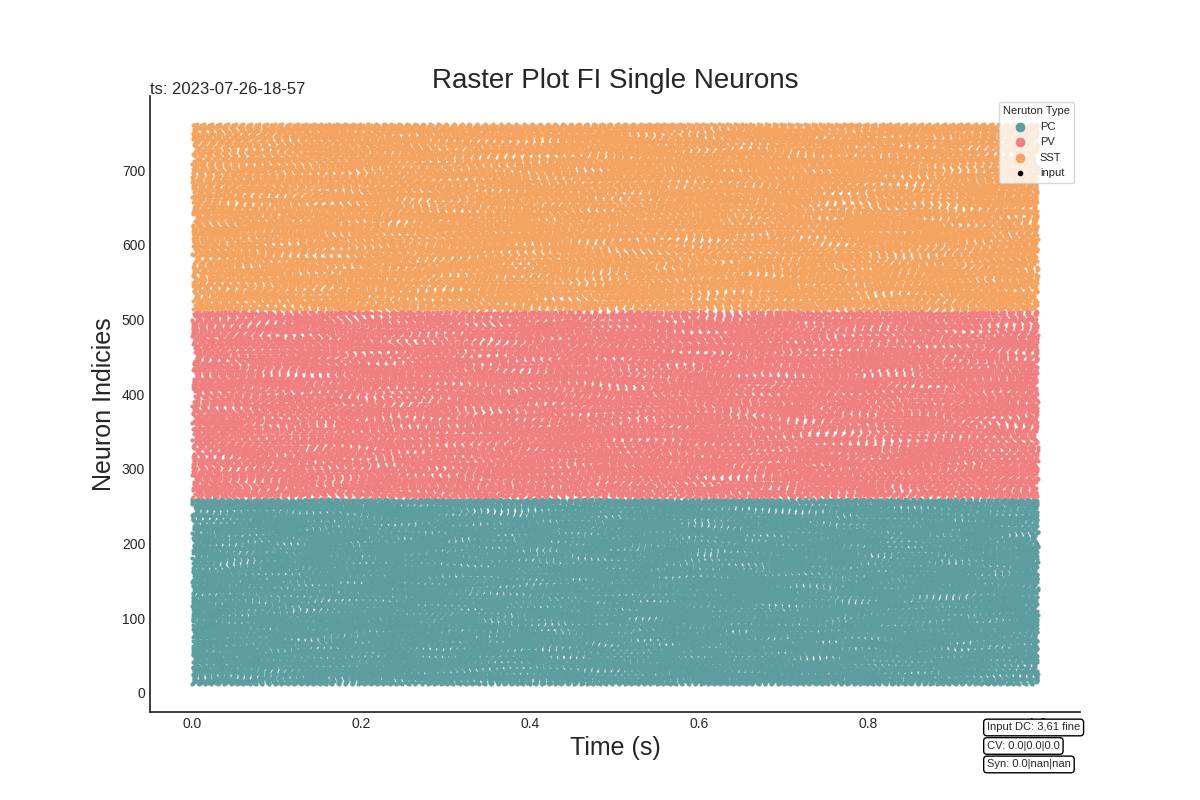 Raster Plot FI Single Neurons
ts: 2023-07-26-18-57
Neruton Type
PC
PV
SST
input
Neuron Indicies
700
600
500
400
300
200
100
0
0.0 0.2 0.4 0.6 0.8
Time (s)
Input DC: 3,61 fine
CV: 0.0|0.0|0.0
Syn: 0.0|nan|nan